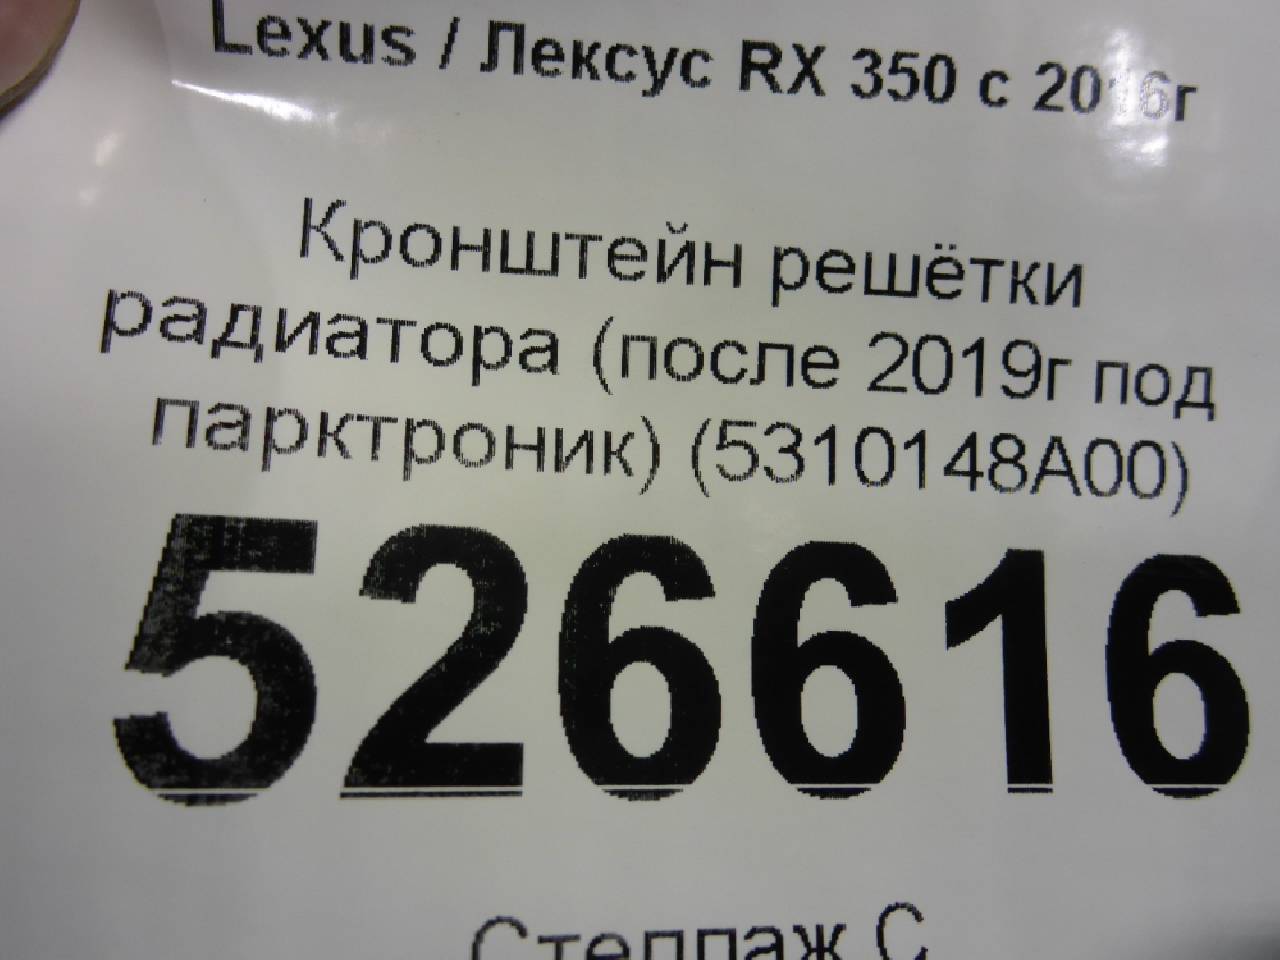 Lexus / Лексус RX 350 с 2016г
Кронштейн решётки
радиатора (после 2019г под
парктроник) (5310148A00)
526616
Стеллаж С